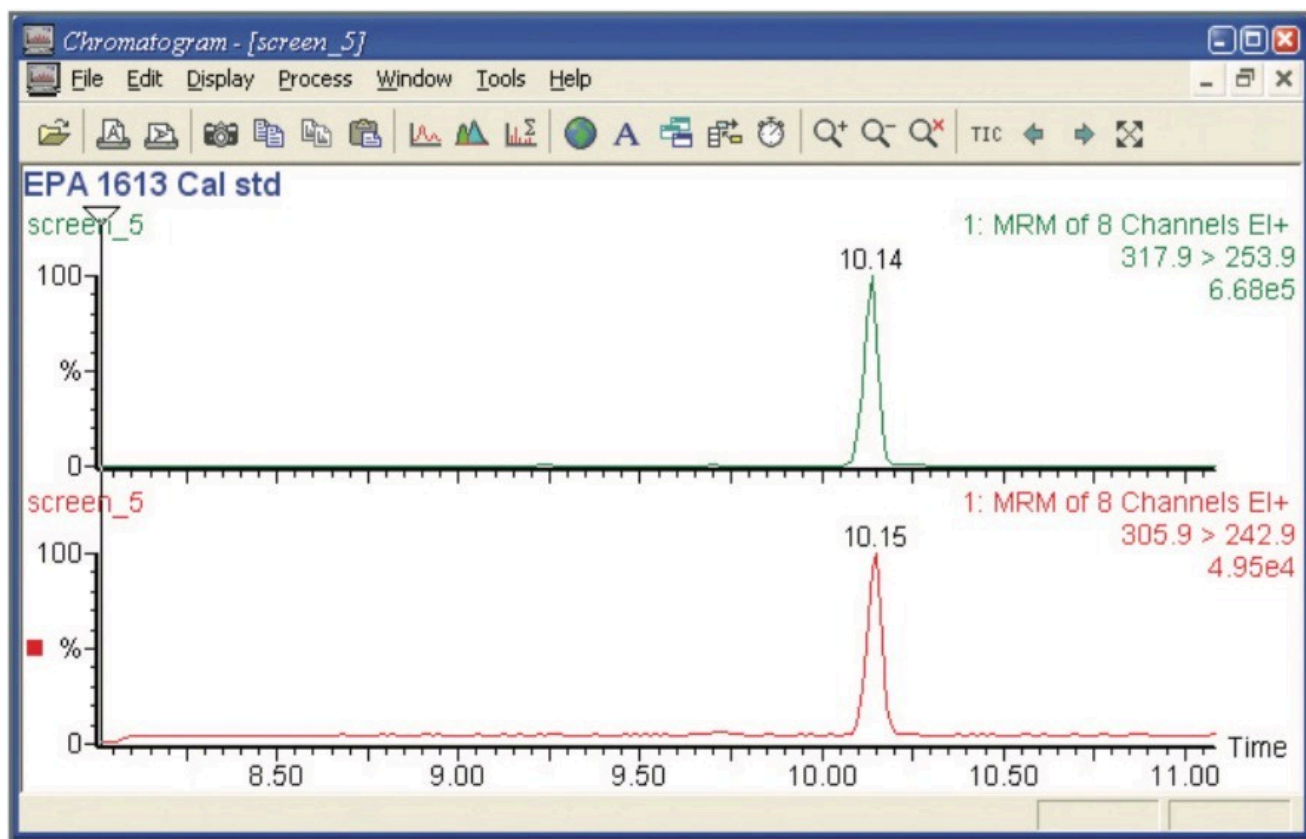 Chromatogram - [screen_5]
File Edit Display Process Window Tools Help
A A Σ A TIC
EPA 1613 Cal std
screen_5
1: MRM of 8 Channels EI+
317.9 > 253.9
6.68e5
10.14
100
%
0
screen_5
1: MRM of 8 Channels EI+
305.9 > 242.9
4.95e4
10.15
100
%
0
Time
8.50 9.00 9.50 10.00 10.50 11.00